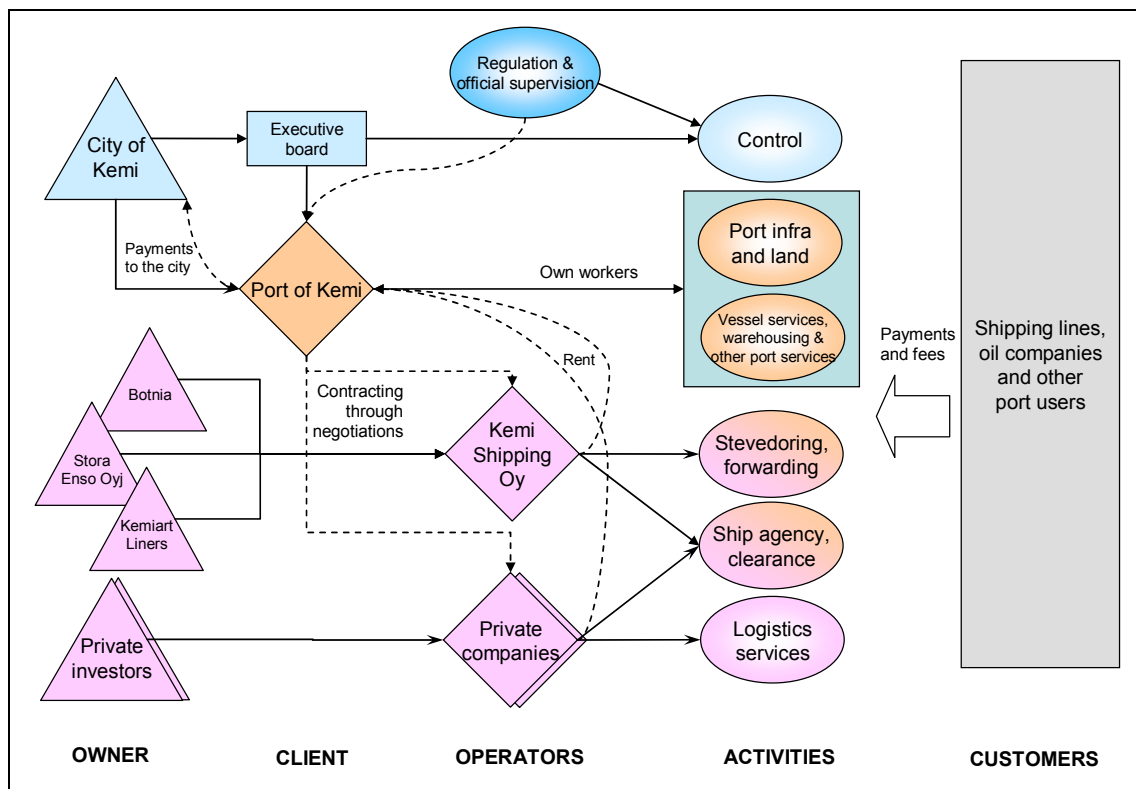 Regulation &
official supervision
City of
Kemi
Executive
board
Control
Payments
to the city
Port of Kemi
Own workers
Port infra
and land
Vessel services,
warehousing &
other port services
Payments
and fees
Shipping lines,
oil companies
and other
port users
Rent
Botnia
Contracting
through
negotiations
Stora
Enso Oyj
Kemiart
Liners
Kemi
Shipping
Oy
Stevedoring,
forwarding
Ship agency,
clearance
Private
investors
Private
companies
Logistics
services
OWNER
CLIENT
OPERATORS
ACTIVITIES
CUSTOMERS